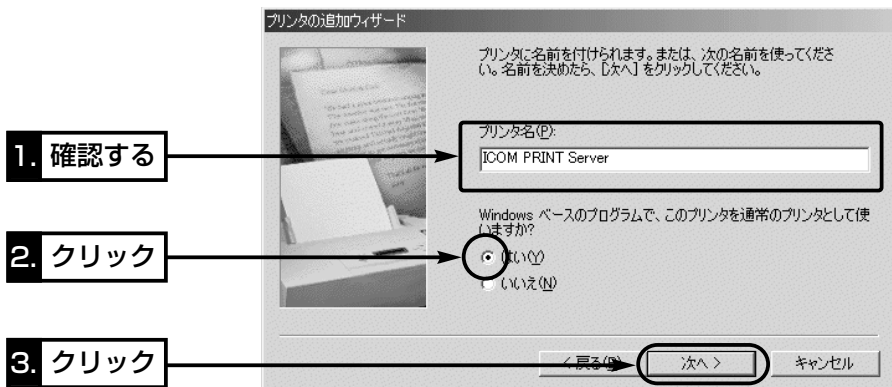 プリンタの追加ウィザード
プリンタに名前を付けられます。または、次の名前を使ってくださ
い。名前を決めたら、[次へ] をクリックしてください。
1. 確認する
プリンタ名(P):
ICOM PRINT Server
Windows ベースのプログラムで、このプリンタを通常のプリンタとして使
いますか?
2. クリック
はい(Y)
いいえ(N)
3. クリック
< 戻る(B)
次へ >
キャンセル